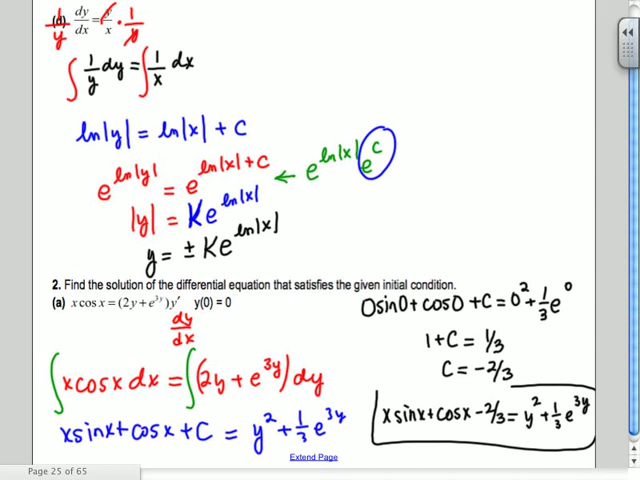 (d) dy/dx = y/x · 1/y
1/y
∫ 1/y dy = ∫ 1/x dx
ln|y| = ln|x| + C
e^{ln|y|} = e^{ln|x| + C} ← e^{ln|x|} e^C
|y| = Ke^{ln|x|}
y = ± Ke^{ln|x|}
2. Find the solution of the differential equation that satisfies the given initial condition.
(a) x cos x = (2y + e^{3y})y' y(0) = 0
dy/dx
∫ x cos x dx = ∫ (2y + e^{3y}) dy
x sin x + cos x + C = y² + 1/3 e^{3y}
0 sin 0 + cos 0 + C = 0² + 1/3 e^0
1 + C = 1/3
C = -2/3
x sin x + cos x - 2/3 = y² + 1/3 e^{3y}
Extend Page
Page 25 of 65